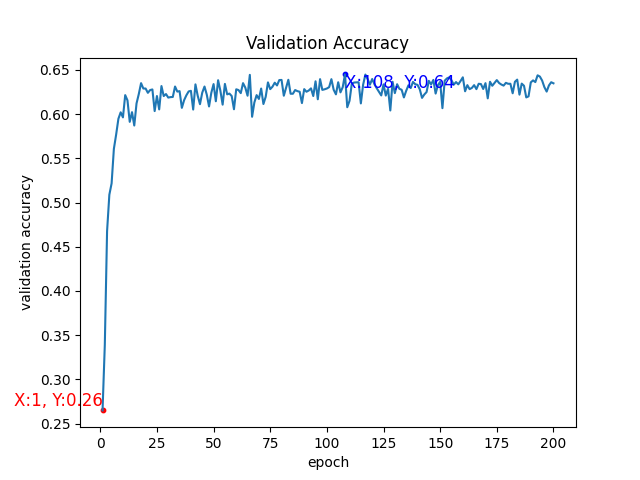 Validation Accuracy
0.65
0.60
0.55
0.50
0.45
0.40
0.35
0.30
0.25
validation accuracy
X:108, Y:0.64
X:1, Y:0.26
0 25 50 75 100 125 150 175 200
epoch